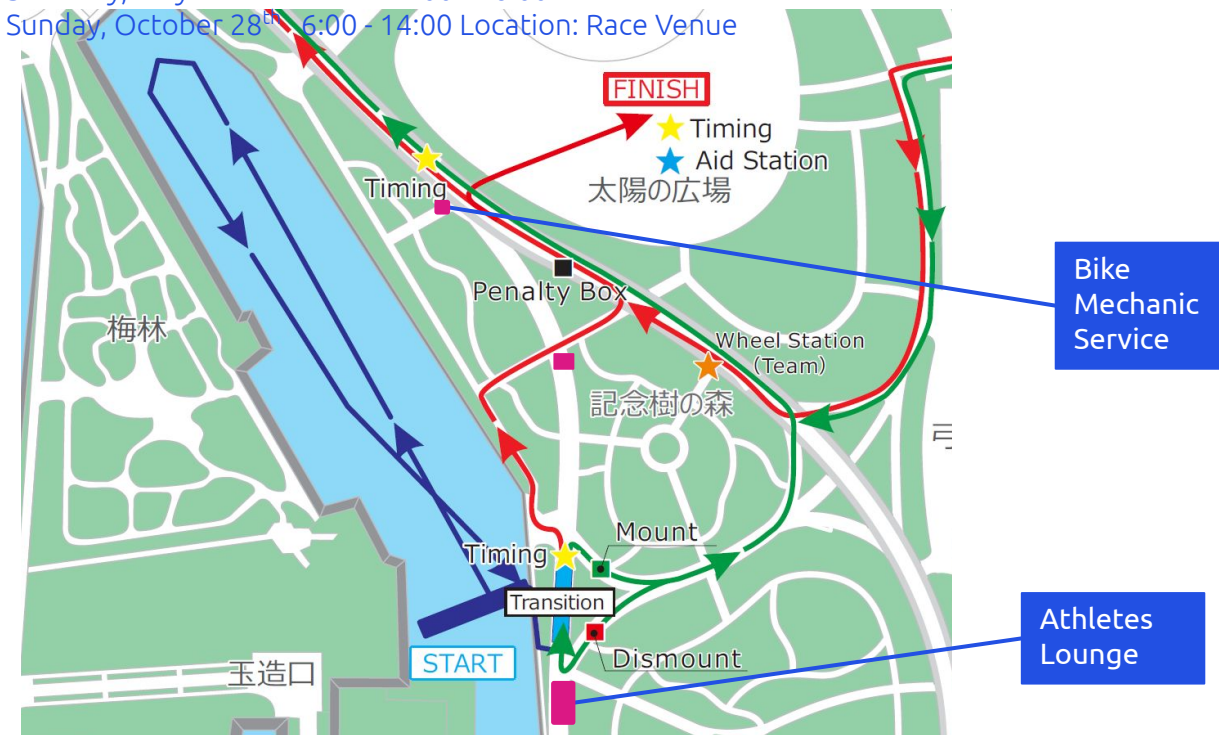 Sunday, October 28th 6:00 - 14:00 Location: Race Venue
FINISH
Timing
Aid Station
太陽の広場
Timing
Bike
Mechanic
Service
Penalty Box
梅林
Wheel Station
(Team)
記念樹の森
Mount
Timing
Transition
Athletes
Lounge
START
Dismount
玉造口